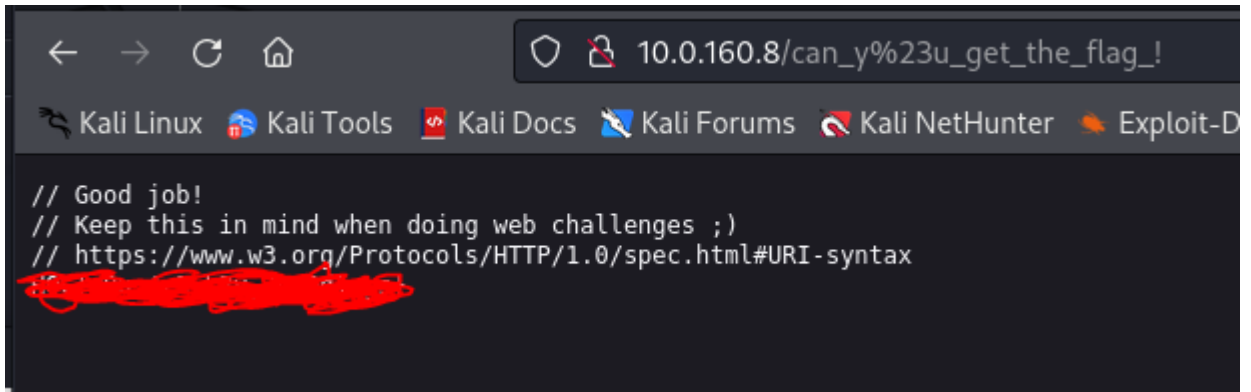 10.0.160.8/can_y%23u_get_the_flag_!
Kali Linux Kali Tools Kali Docs Kali Forums Kali NetHunter Exploit-D
// Good job!
// Keep this in mind when doing web challenges ;)
// https://www.w3.org/Protocols/HTTP/1.0/spec.html#URI-syntax